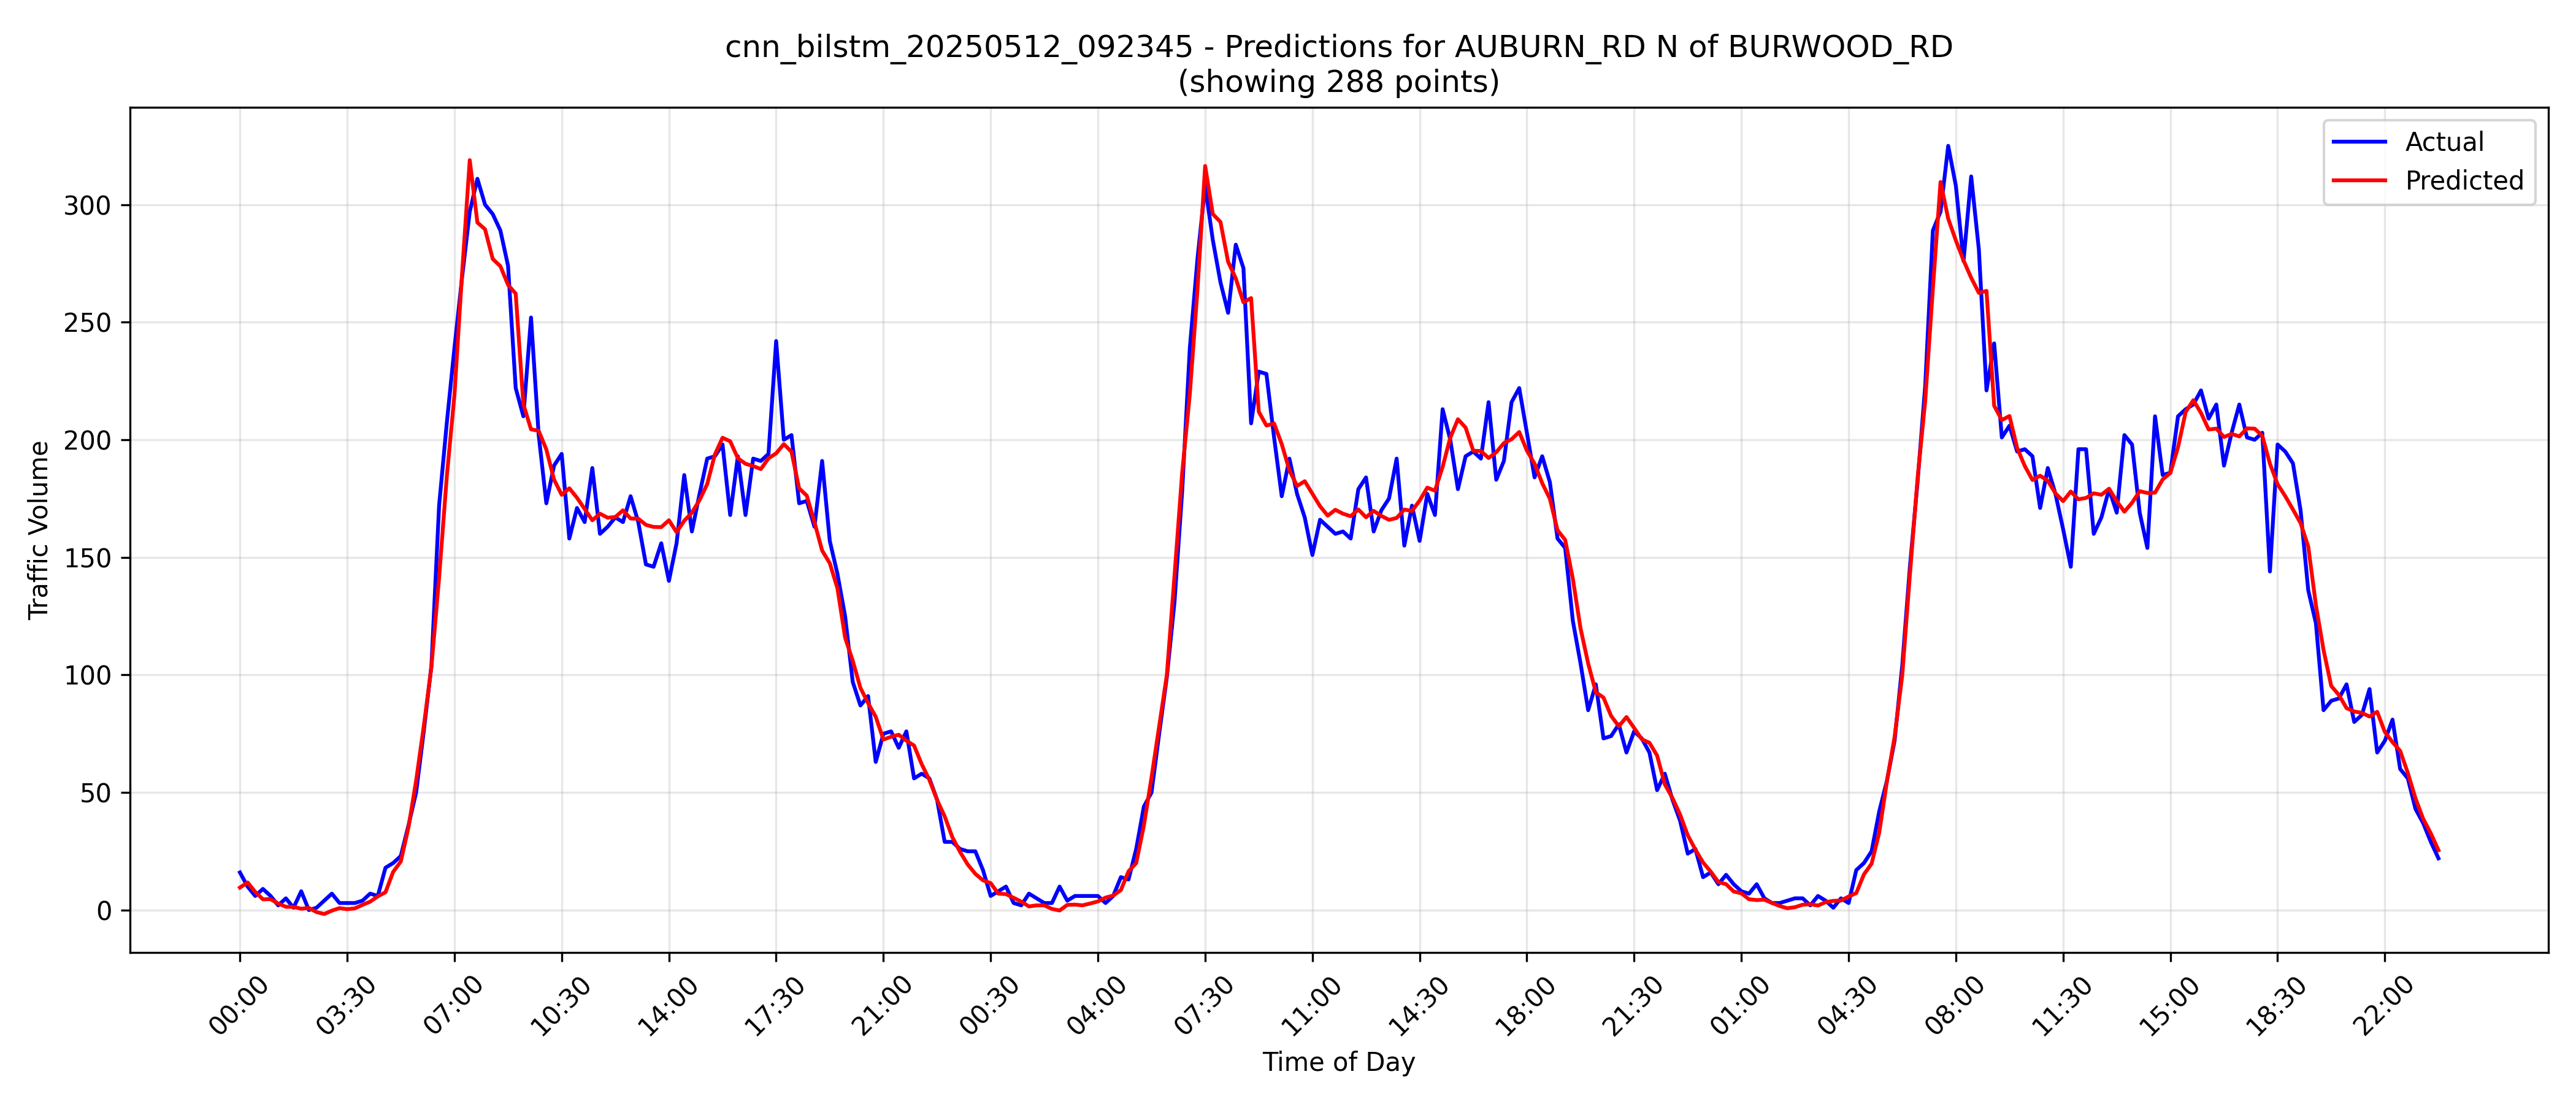 cnn_bilstm_20250512_092345 - Predictions for AUBURN_RD N of BURWOOD_RD
(showing 288 points)
Actual
Predicted
Traffic Volume
300
250
200
150
100
50
0
00:00 03:30 07:00 10:30 14:00 17:30 21:00 00:30 04:00 07:30 11:00 14:30 18:00 21:30 01:00 04:30 08:00 11:30 15:00 18:30 22:00
Time of Day